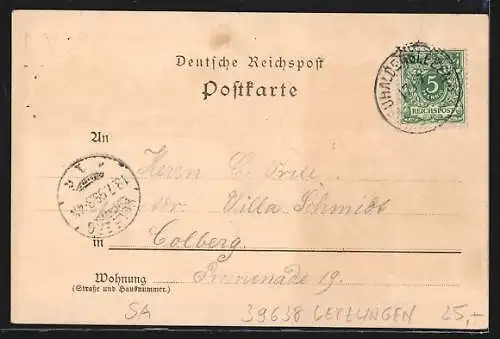 Deutsche Reichspost
Postkarte
5
PFENNIG
REICHSPOST
An
Herrn C.
Villa Schmidt
in Colberg
Wohnung Promenade 19.
(Straße und Hausnummer.)
SA 39638 LETZLINGEN 25,-